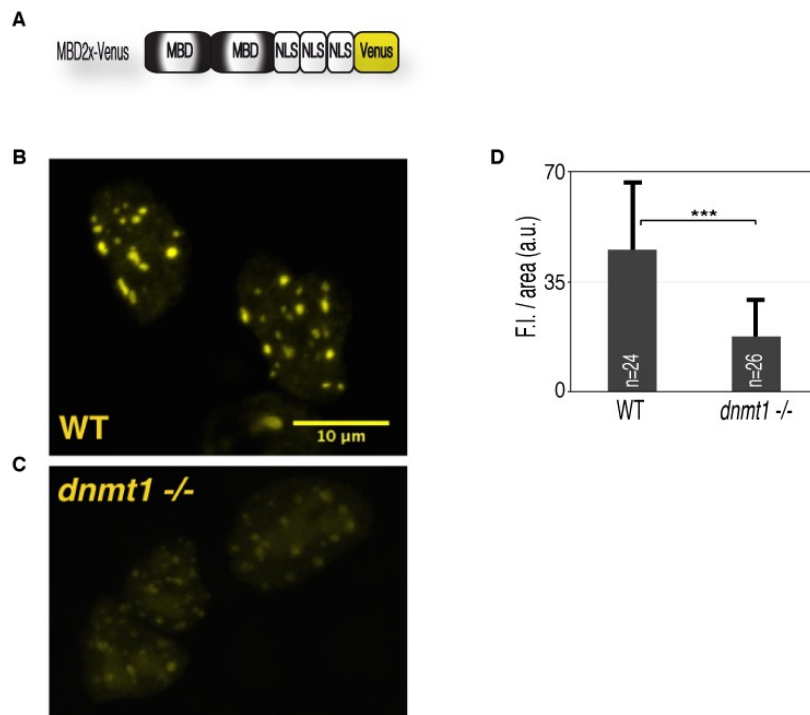 A
MBD2x-Venus MBD MBD NLS NLS NLS Venus
B
WT
10 µm
C
dnmt1 -/-
D
F.I. / area (a.u.)
70
35
0
***
n=24
n=26
WT
dnmt1 -/-